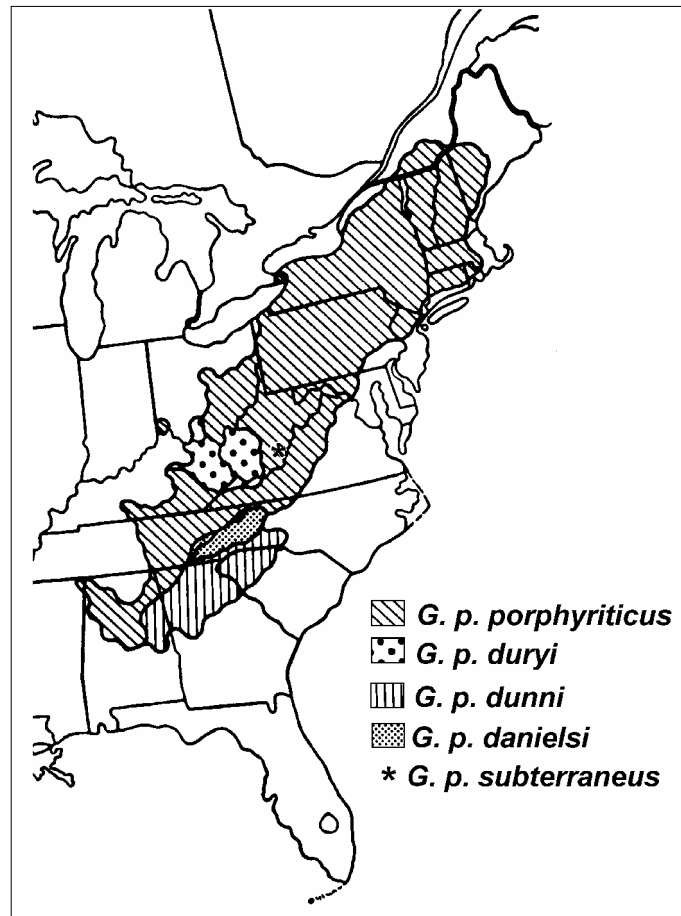 G. p. porphyriticus
G. p. duryi
G. p. dunni
G. p. danielsi
* G. p. subterraneus